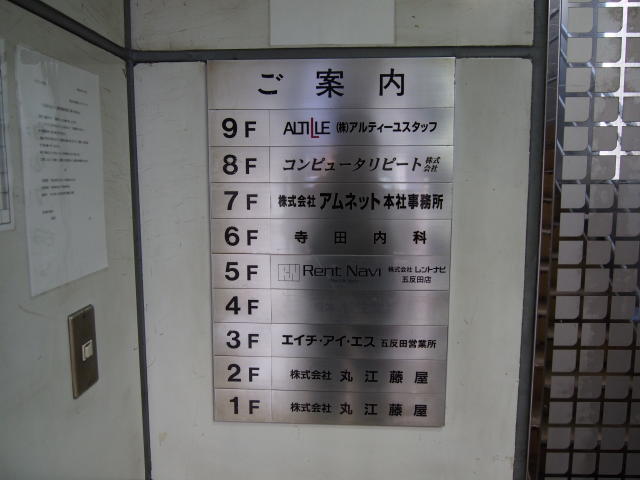 ご案内
9F ALTILLE (株)アルティーユスタッフ
8F コンピュータリピート 株式会社
7F 株式会社 アムネット 本社事務所
6F 寺田内科
5F Rent Navi 株式会社 レントナビ 五反田店
4F
3F エイチ・アイ・エス 五反田営業所
2F 株式会社 丸江藤屋
1F 株式会社 丸江藤屋